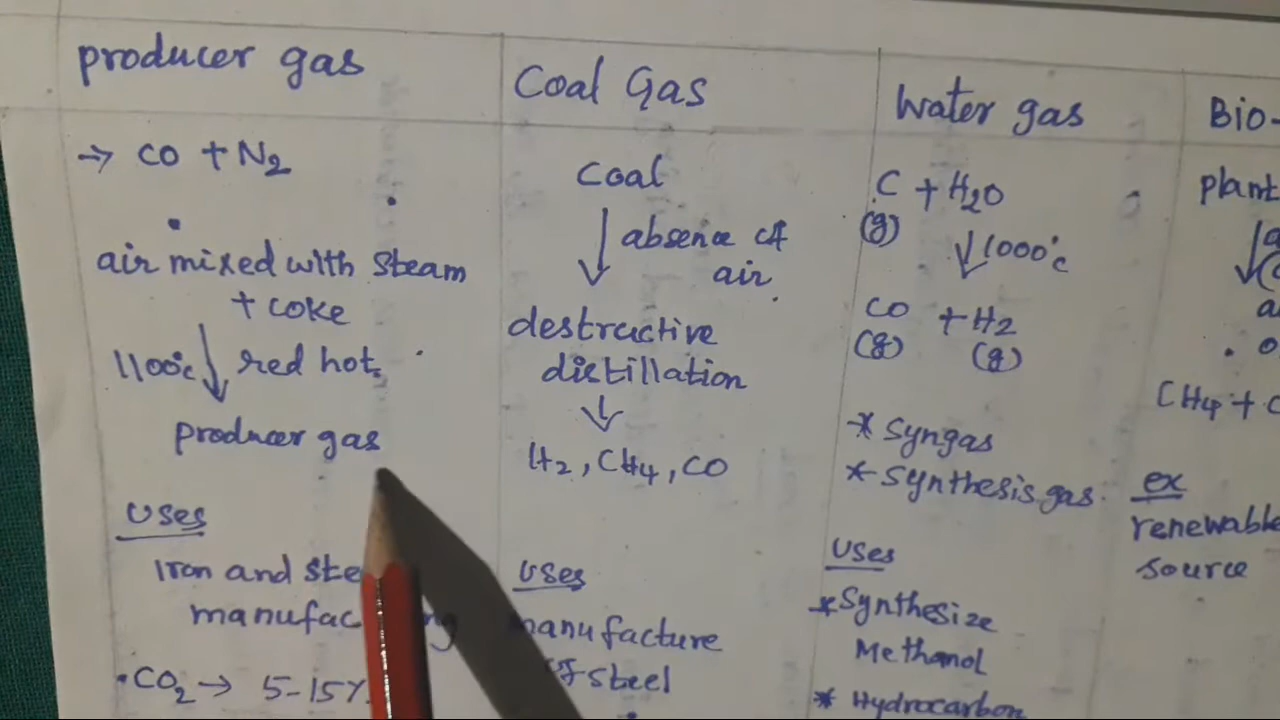 producer gas
→ CO + N2
air mixed with steam
+ coke
1100°c red hot.
producer gas
Uses
Iron and
manufac
• CO2 → 5-15%
Coal Gas
Coal
absence of
air
destructive
distillation
H2, CH4, CO
Uses
manufacture
of steel
Water gas
C + H2O
(g)
1000°c
CO + H2
(g) (g)
* Syngas
* Synthesis gas.
Uses
* Synthesize
Methanol
* Hydrocarbon
Bio-
plant
CH4 +
ex
renewable
source